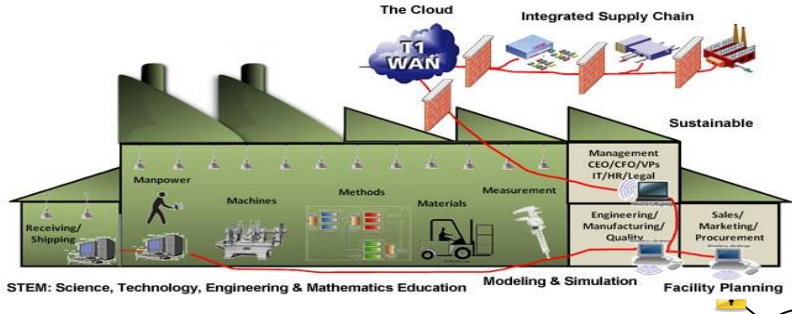 The Cloud
Integrated Supply Chain
T1
WAN
Sustainable
Management
CEO/CFO/VPs
IT/HR/Legal
Manpower
Machines
Methods
Materials
Measurement
Receiving/
Shipping
Engineering/
Manufacturing/
Quality
Sales/
Marketing/
Procurement
Wireless desktop
STEM: Science, Technology, Engineering & Mathematics Education
Modeling & Simulation
Facility Planning